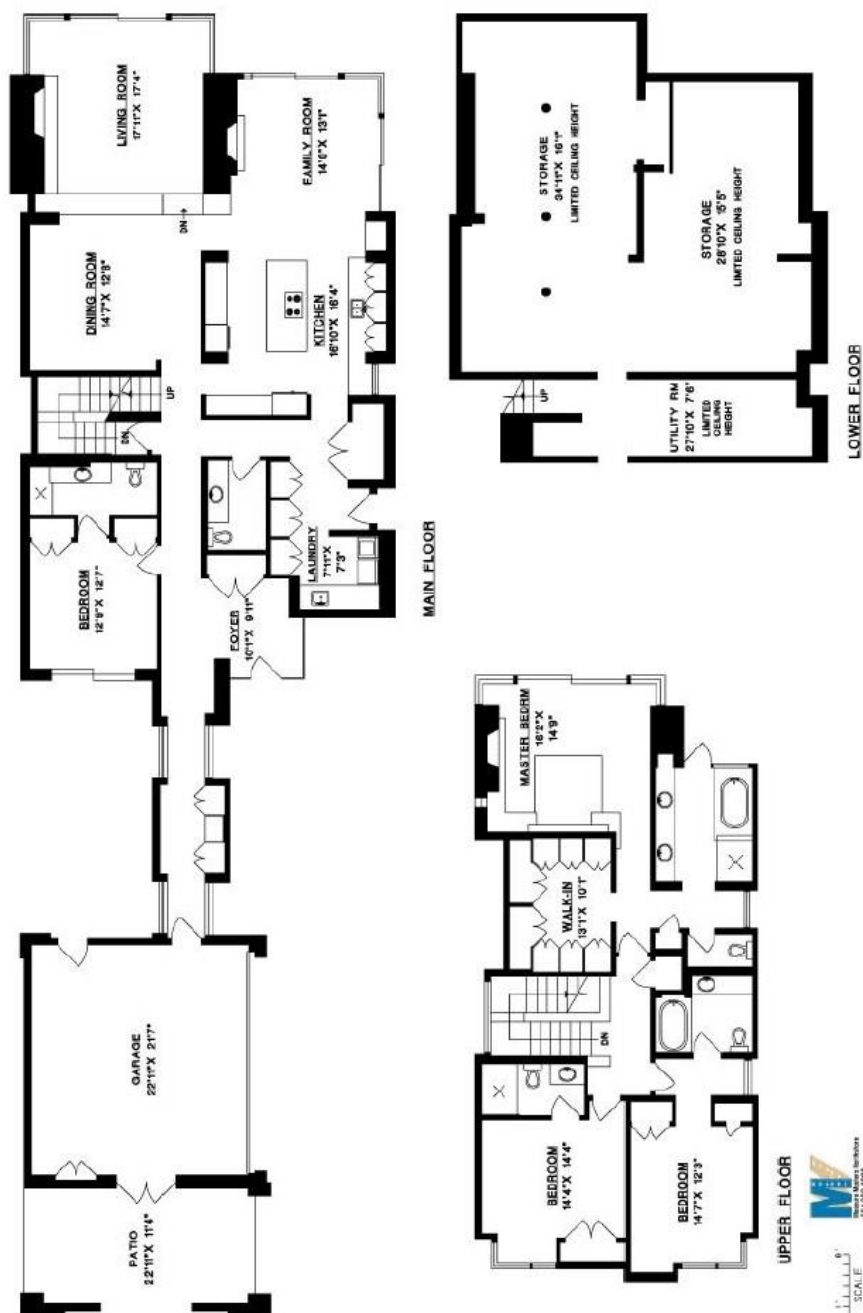 LIVING ROOM
17'11"X 17'4"
FAMILY ROOM
14'0"X 13'1"
DN
DINING ROOM
14'7"X 12'8"
KITCHEN
16'10"X 16'4"
UP
DN
BEDROOM
12'9"X 12'7"
LAUNDRY
7'11"X
7'3"
FOYER
10'1"X 9'11"
GARAGE
22'11"X 21'7"
PATIO
22'11"X 11'4"
MAIN FLOOR
STORAGE
34'11"X 16'1"
LIMITED CEILING HEIGHT
STORAGE
28'10"X 15'5"
LIMITED CEILING HEIGHT
UP
UTILITY RM
27'10"X 7'6"
LIMITED
CEILING
HEIGHT
LOWER FLOOR
MASTER BEDRM
16'2"X
14'9"
WALK-IN
13'1"X 10'1"
DN
BEDROOM
14'4"X 14'4"
BEDROOM
14'7"X 12'3"
UPPER FLOOR
Measure Masters
SCALE
1'
6'